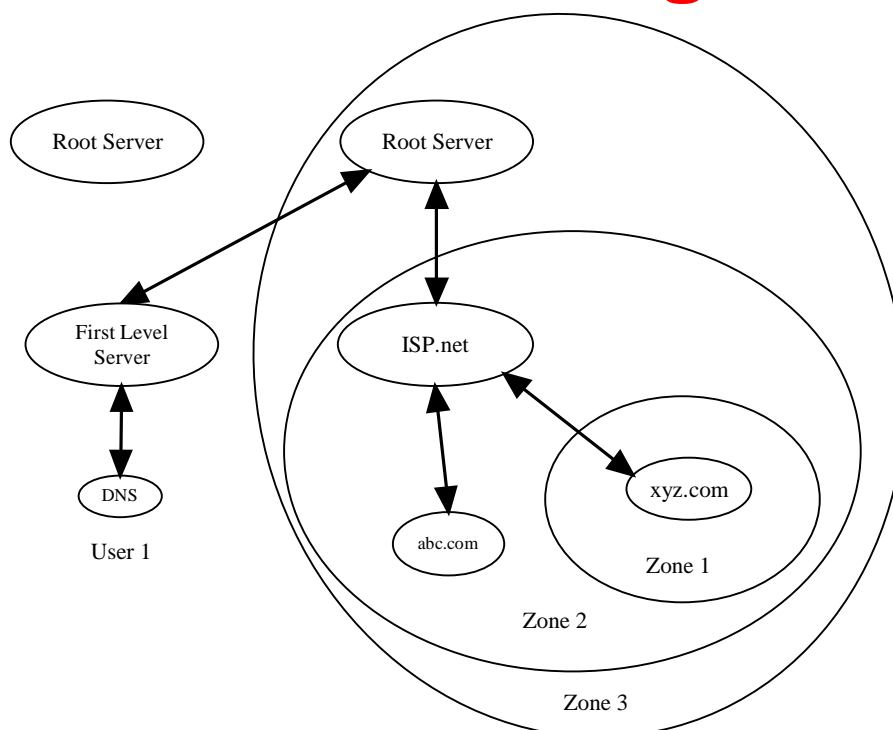 Root Server
Root Server
First Level
Server
ISP.net
DNS
xyz.com
abc.com
User 1
Zone 1
Zone 2
Zone 3